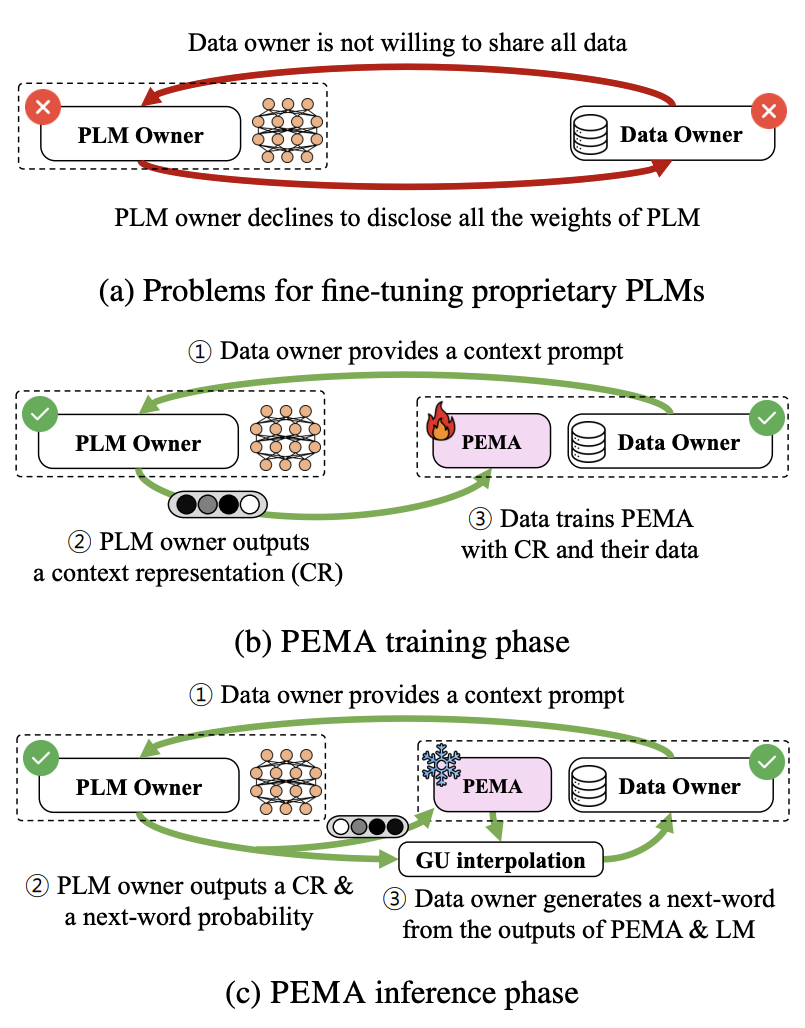 Data owner is not willing to share all data
PLM Owner
Data Owner
PLM owner declines to disclose all the weights of PLM
(a) Problems for fine-tuning proprietary PLMs
① Data owner provides a context prompt
PLM Owner
PEMA
Data Owner
② PLM owner outputs
a context representation (CR)
③ Data trains PEMA
with CR and their data
(b) PEMA training phase
① Data owner provides a context prompt
PLM Owner
PEMA
Data Owner
GU interpolation
② PLM owner outputs a CR &
a next-word probability
③ Data owner generates a next-word
from the outputs of PEMA & LM
(c) PEMA inference phase